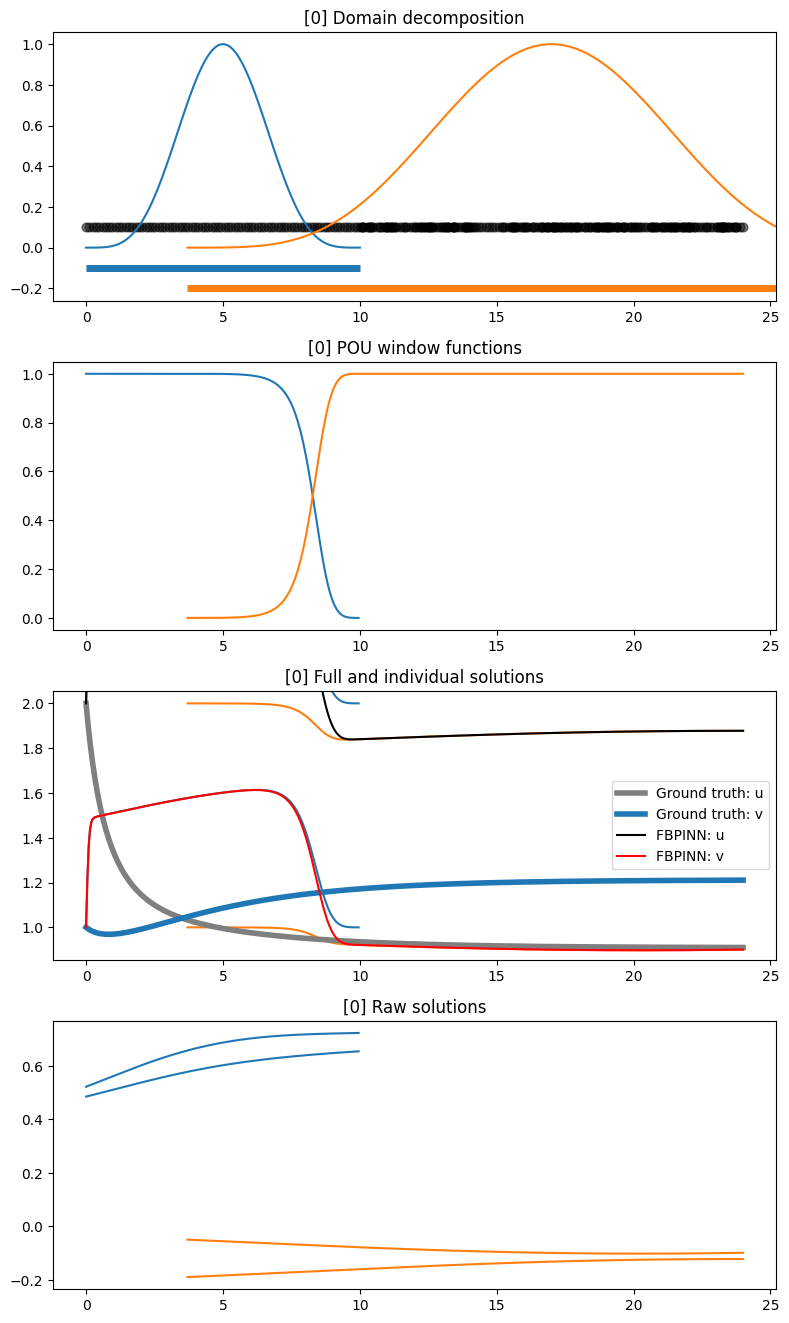 [0] Domain decomposition
1.0
0.8
0.6
0.4
0.2
0.0
−0.2
0 5 10 15 20 25
[0] POU window functions
1.0
0.8
0.6
0.4
0.2
0.0
0 5 10 15 20 25
[0] Full and individual solutions
2.0
1.8
1.6
1.4
1.2
1.0
Ground truth: u
Ground truth: v
FBPINN: u
FBPINN: v
0 5 10 15 20 25
[0] Raw solutions
0.6
0.4
0.2
0.0
−0.2
0 5 10 15 20 25